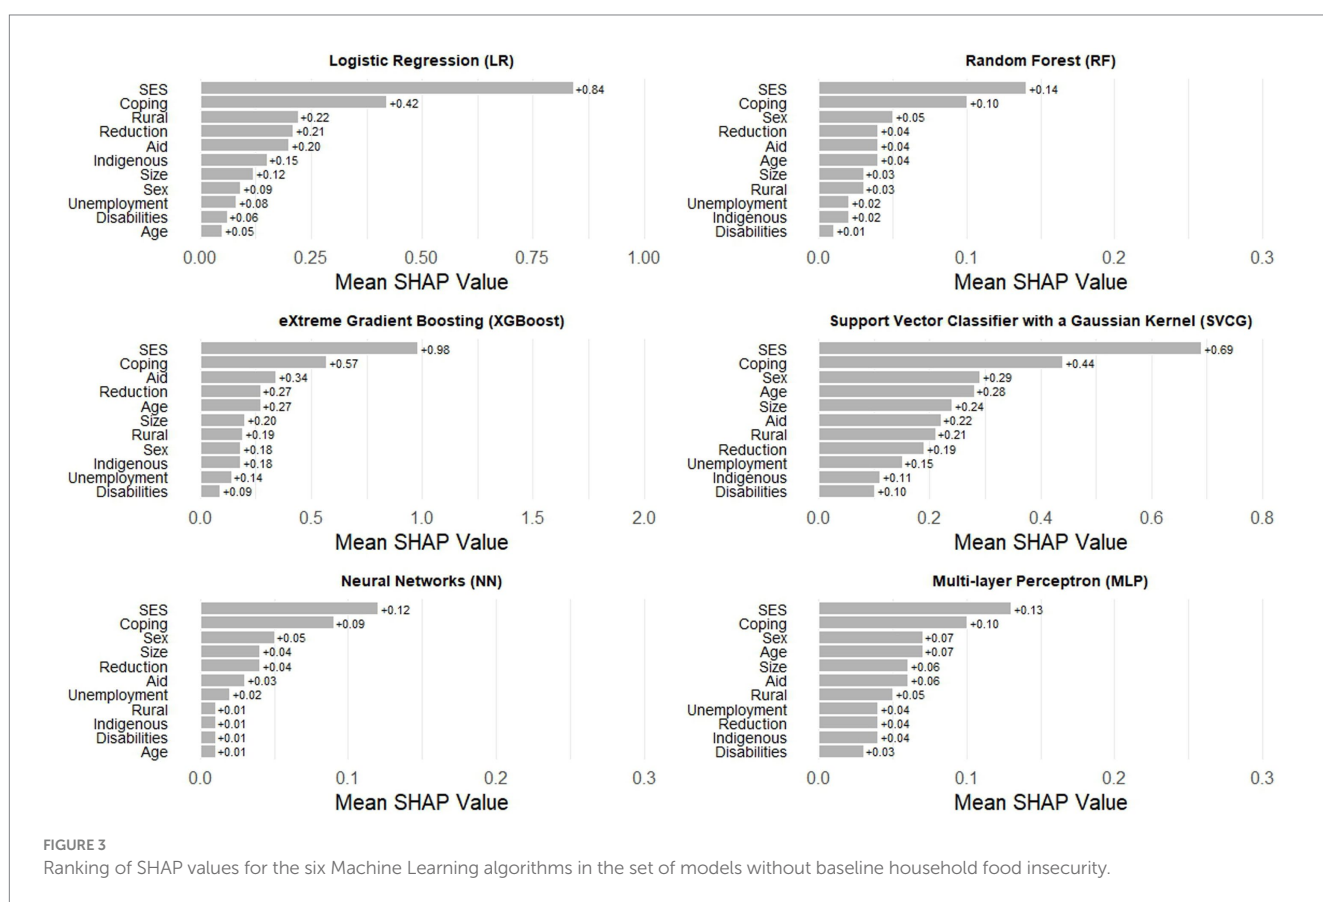 Logistic Regression (LR)
SES +0.84
Coping +0.42
Rural +0.22
Reduction +0.21
Aid +0.20
Indigenous +0.15
Size +0.12
Sex +0.09
Unemployment +0.08
Disabilities +0.06
Age +0.05
0.00 0.25 0.50 0.75 1.00
Mean SHAP Value
Random Forest (RF)
SES +0.14
Coping +0.10
Sex +0.05
Reduction +0.04
Aid +0.04
Age +0.04
Size +0.03
Rural +0.03
Unemployment +0.02
Indigenous +0.02
Disabilities +0.01
0.0 0.1 0.2 0.3
Mean SHAP Value
eXtreme Gradient Boosting (XGBoost)
SES +0.98
Coping +0.57
Aid +0.34
Reduction +0.27
Age +0.27
Size +0.20
Rural +0.19
Sex +0.18
Indigenous +0.18
Unemployment +0.14
Disabilities +0.09
0.0 0.5 1.0 1.5 2.0
Mean SHAP Value
Support Vector Classifier with a Gaussian Kernel (SVCG)
SES +0.69
Coping +0.44
Sex +0.29
Age +0.28
Size +0.24
Aid +0.22
Rural +0.21
Reduction +0.19
Unemployment +0.15
Indigenous +0.11
Disabilities +0.10
0.0 0.2 0.4 0.6 0.8
Mean SHAP Value
Neural Networks (NN)
SES +0.12
Coping +0.09
Sex +0.05
Size +0.04
Reduction +0.04
Aid +0.03
Unemployment +0.02
Rural +0.01
Indigenous +0.01
Disabilities +0.01
Age +0.01
0.0 0.1 0.2 0.3
Mean SHAP Value
Multi-layer Perceptron (MLP)
SES +0.13
Coping +0.10
Sex +0.07
Age +0.07
Size +0.06
Aid +0.06
Rural +0.05
Unemployment +0.04
Reduction +0.04
Indigenous +0.04
Disabilities +0.03
0.0 0.1 0.2 0.3
Mean SHAP Value
FIGURE 3
Ranking of SHAP values for the six Machine Learning algorithms in the set of models without baseline household food insecurity.